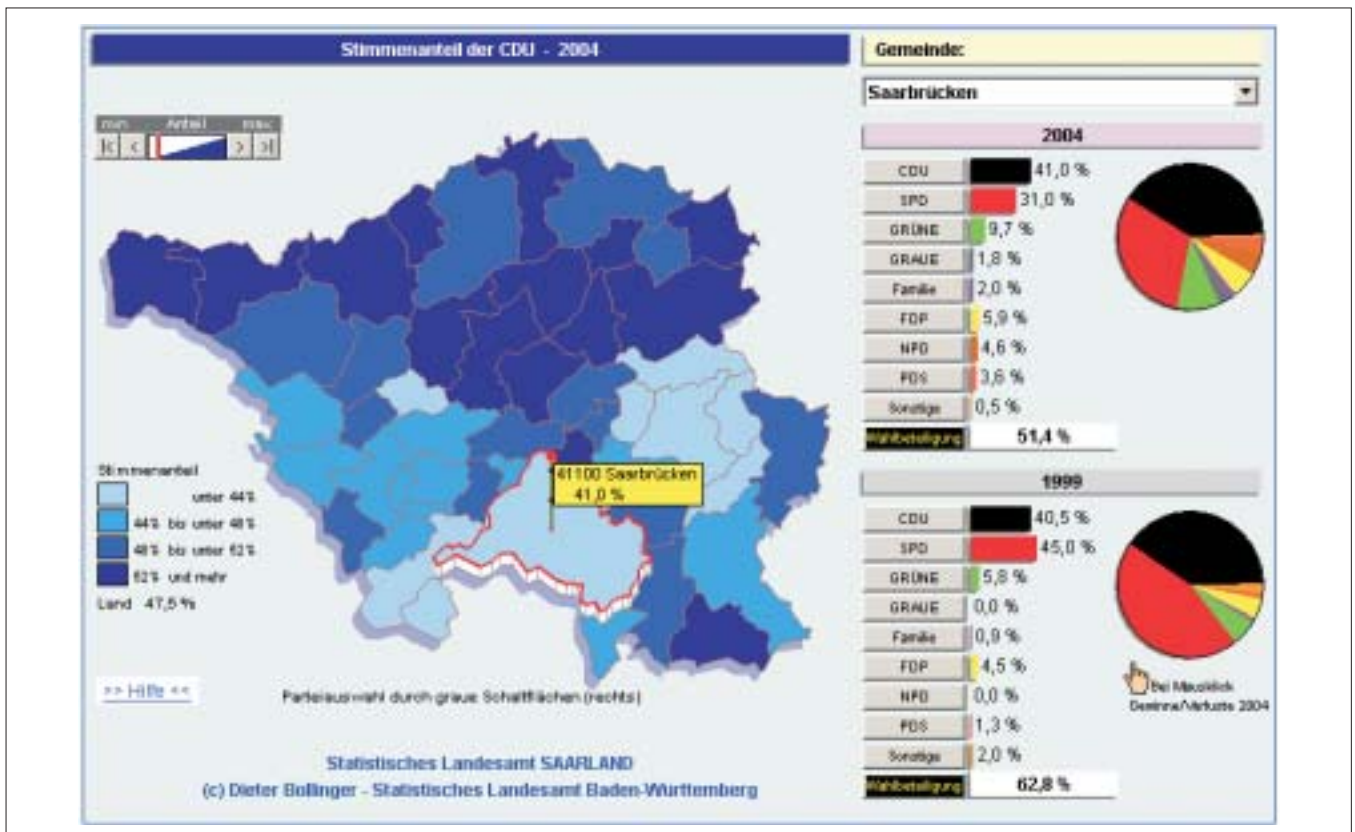 Stimmenanteil der CDU - 2004
min Anteil max
Stimmenanteil
unter 44%
44% bis unter 48%
48% bis unter 52%
52% und mehr
Land 47,5 %
41100 Saarbrücken
41,0 %
>> Hilfe <<
Parteiauswahl durch graue Schaltflächen (rechts)
Statistisches Landesamt SAARLAND
(c) Dieter Bollinger - Statistisches Landesamt Baden-Württemberg
Gemeinde:
Saarbrücken
2004
CDU 41,0 %
SPD 31,0 %
GRÜNE 9,7 %
GRAUE 1,8 %
Familie 2,0 %
FDP 5,9 %
NPD 4,6 %
PDS 3,6 %
Sonstige 0,5 %
Wahlbeteiligung 51,4 %
1999
CDU 40,5 %
SPD 45,0 %
GRÜNE 5,8 %
GRAUE 0,0 %
Familie 0,9 %
FDP 4,5 %
NPD 0,0 %
PDS 1,3 %
Sonstige 2,0 %
Wahlbeteiligung 62,8 %
Bei Mausklick
Gewinne/Verluste 2004